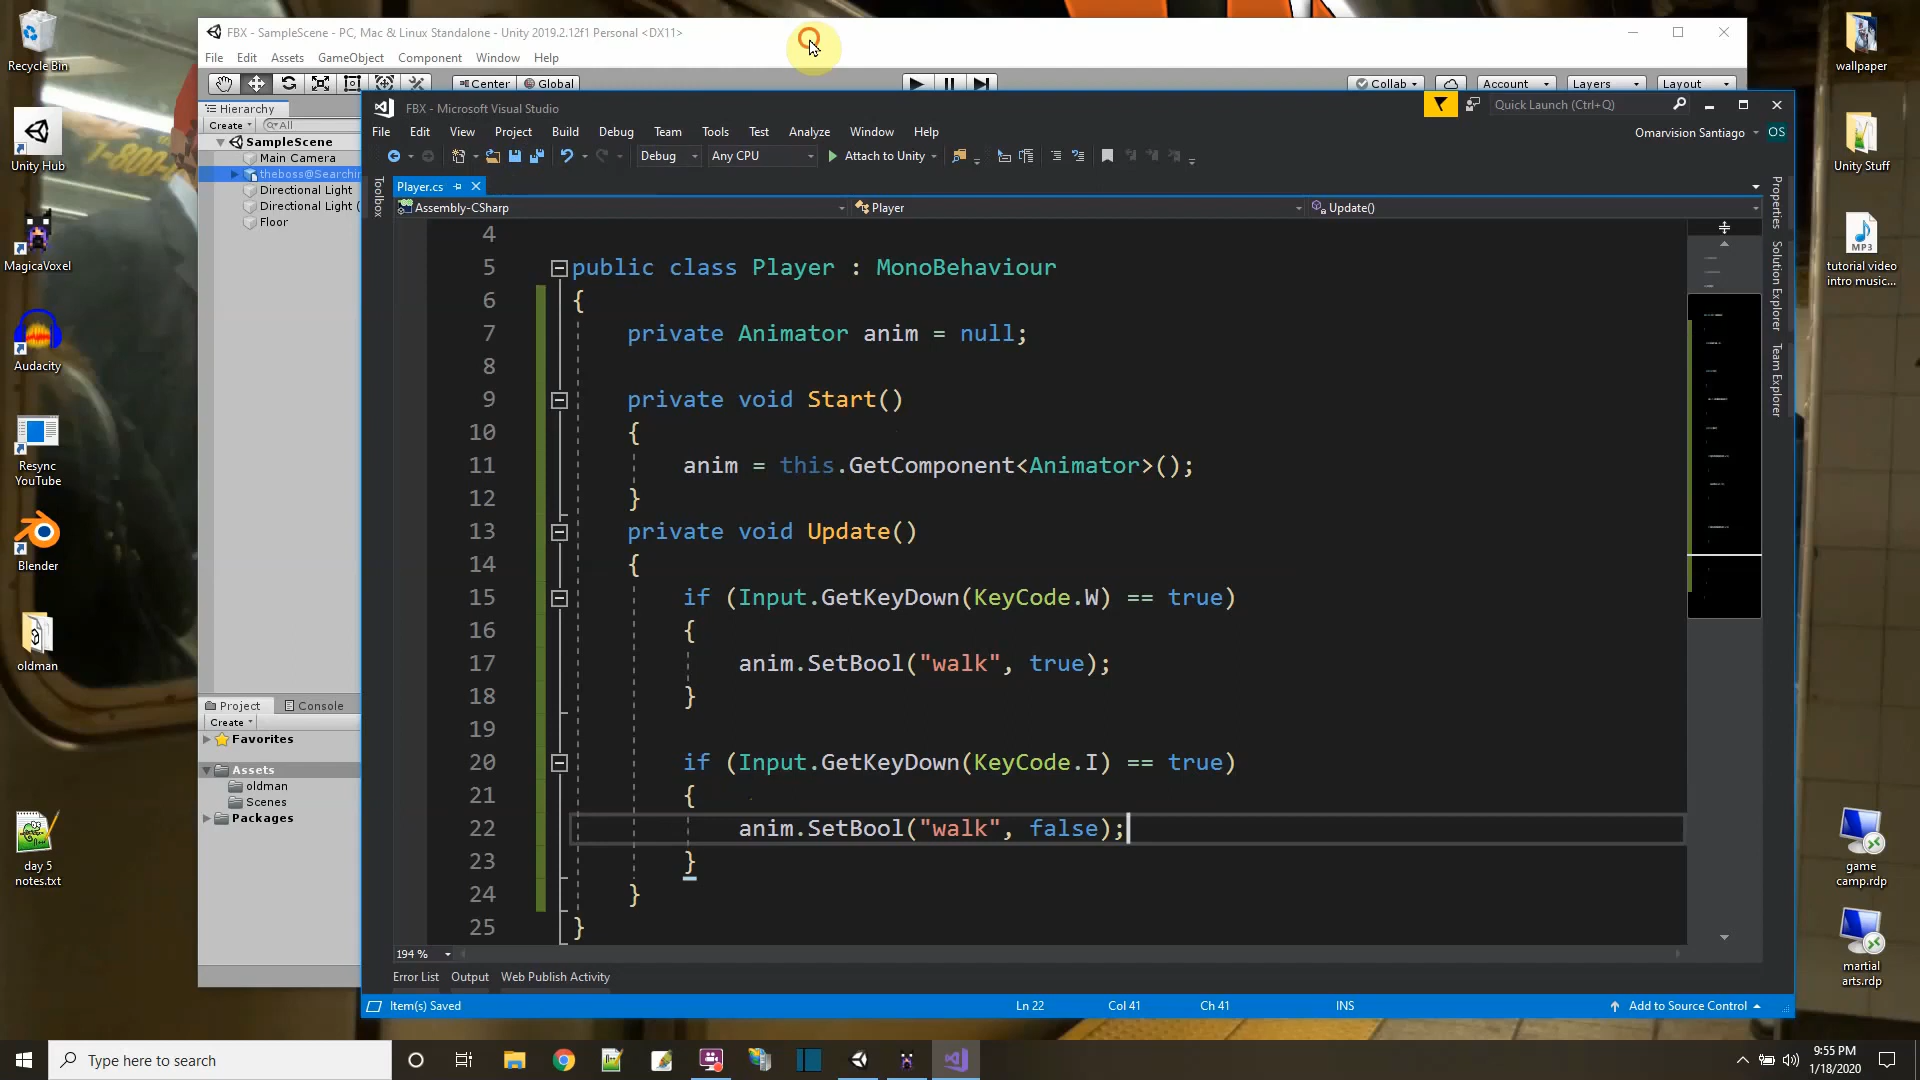 Recycle Bin
Unity Hub
MagicaVoxel
Audacity
Resync
YouTube
Blender
oldman
day 5
notes.txt
FBX - SampleScene - PC, Mac & Linux Standalone - Unity 2019.2.12f1 Personal <DX11>
File Edit Assets GameObject Component Window Help
Center Global Collab Account Layers Layout
Hierarchy
Create All
SampleScene
Main Camera
theboss@Searchin
Directional Light
Directional Light (
Floor
Project Console
Create
Favorites
Assets
oldman
Scenes
Packages
FBX - Microsoft Visual Studio
Quick Launch (Ctrl+Q)
File Edit View Project Build Debug Team Tools Test Analyze Window Help
Omarvision Santiago OS
Debug Any CPU Attach to Unity
Toolbox
Player.cs
Assembly-CSharp Player Update()
4
5 public class Player : MonoBehaviour
6 {
7 private Animator anim = null;
8
9 private void Start()
10 {
11 anim = this.GetComponent<Animator>();
12 }
13 private void Update()
14 {
15 if (Input.GetKeyDown(KeyCode.W) == true)
16 {
17 anim.SetBool("walk", true);
18 }
19
20 if (Input.GetKeyDown(KeyCode.I) == true)
21 {
22 anim.SetBool("walk", false);
23 }
24 }
25 }
194 %
Error List Output Web Publish Activity
Item(s) Saved Ln 22 Col 41 Ch 41 INS Add to Source Control
Properties
Solution Explorer
Team Explorer
wallpaper
Unity Stuff
tutorial video
intro music...
game
camp.rdp
martial
arts.rdp
Type here to search
9:55 PM
1/18/2020